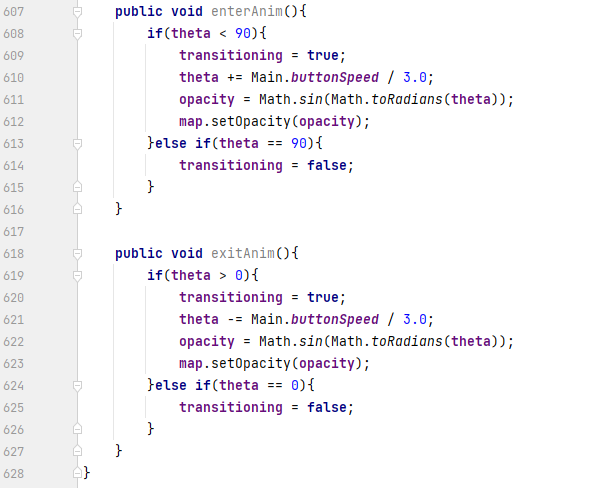 607 public void enterAnim(){
608 if(theta < 90){
609 transitioning = true;
610 theta += Main.buttonSpeed / 3.0;
611 opacity = Math.sin(Math.toRadians(theta));
612 map.setOpacity(opacity);
613 }else if(theta == 90){
614 transitioning = false;
615 }
616 }
617
618 public void exitAnim(){
619 if(theta > 0){
620 transitioning = true;
621 theta -= Main.buttonSpeed / 3.0;
622 opacity = Math.sin(Math.toRadians(theta));
623 map.setOpacity(opacity);
624 }else if(theta == 0){
625 transitioning = false;
626 }
627 }
628 }